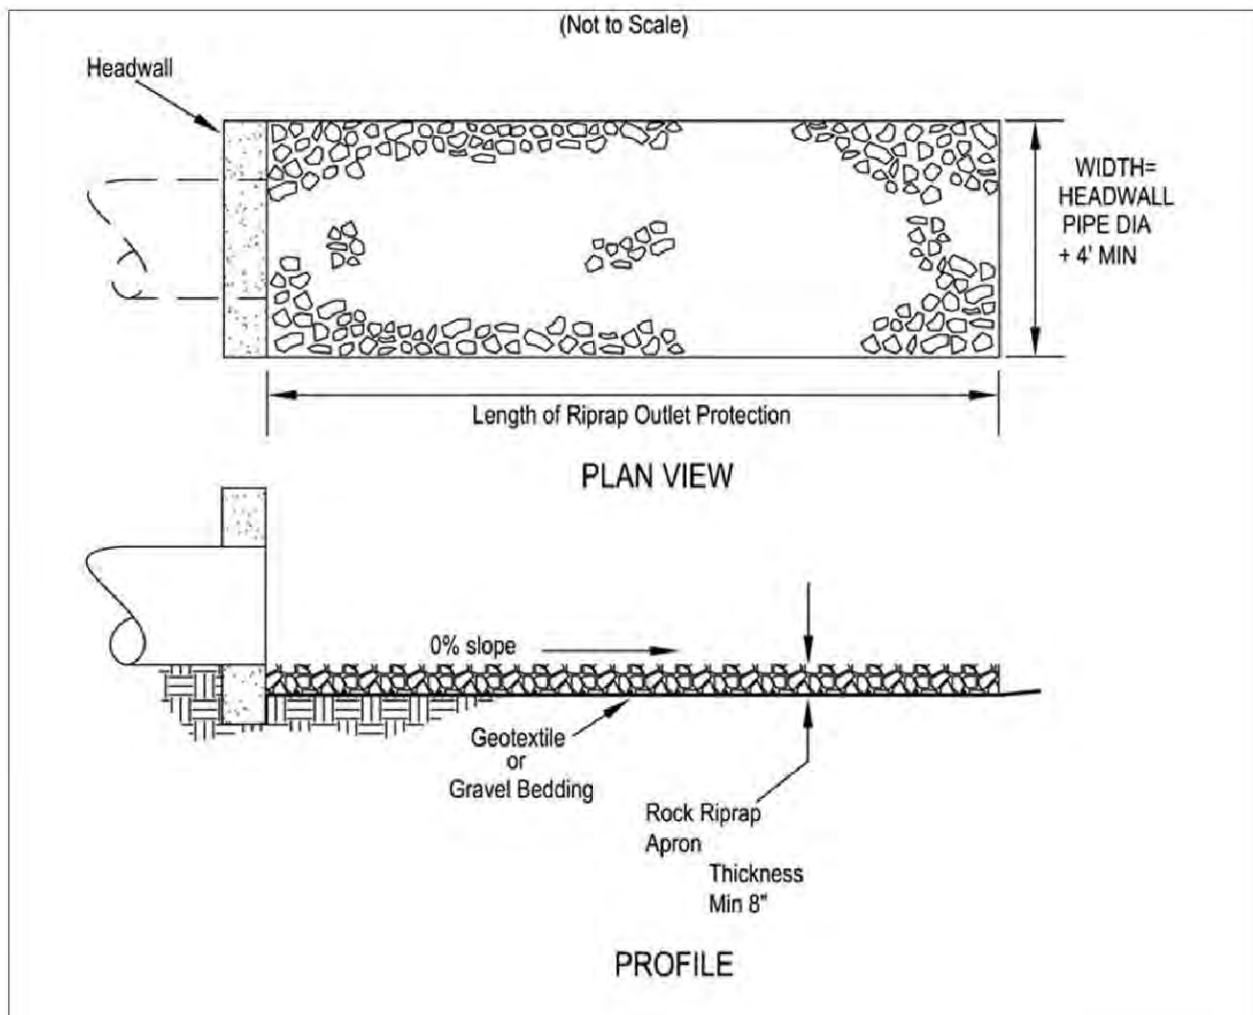 (Not to Scale)
Headwall
WIDTH=
HEADWALL
PIPE DIA
+ 4' MIN
Length of Riprap Outlet Protection
PLAN VIEW
0% slope
Geotextile
or
Gravel Bedding
Rock Riprap
Apron
Thickness
Min 8"
PROFILE